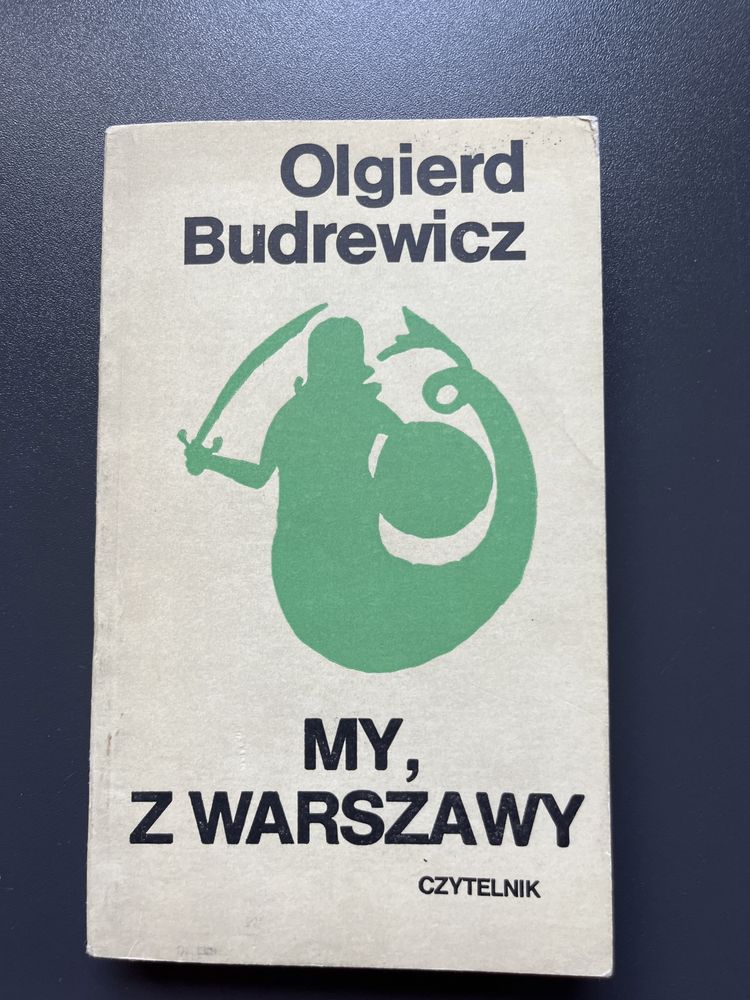 Olgierd
Budrewicz
MY,
Z WARSZAWY
CZYTELNIK